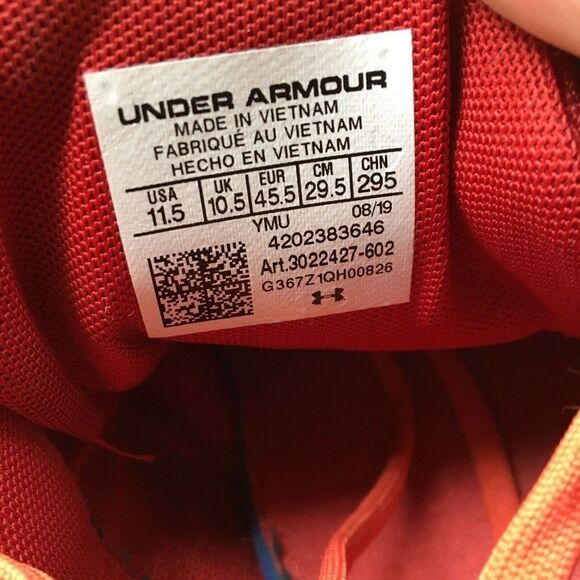 UNDER ARMOUR
MADE IN VIETNAM
FABRIQUÉ AU VIETNAM
HECHO EN VIETNAM
USA UK EUR CM CHN
11.5 10.5 45.5 29.5 295
YMU 08/19
4202383646
Art.3022427-602
G367Z1QH00826